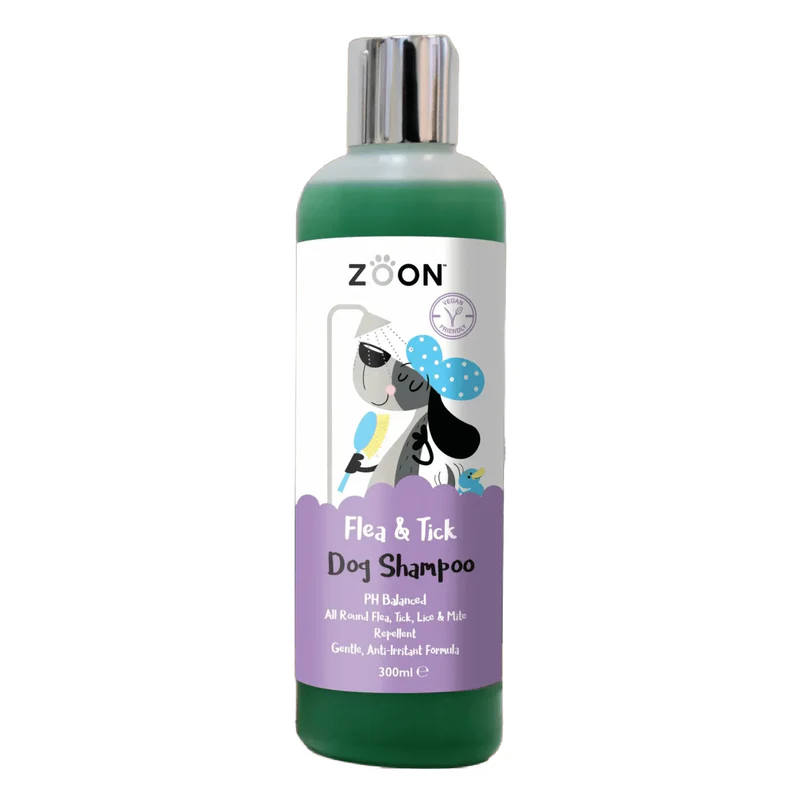 ZOON™
VEGAN
FRIENDLY
Flea & Tick
Dog Shampoo
PH Balanced
All Round Flea, Tick, Lice & Mite
Repellent
Gentle, Anti-Irritant Formula
300ml ℮